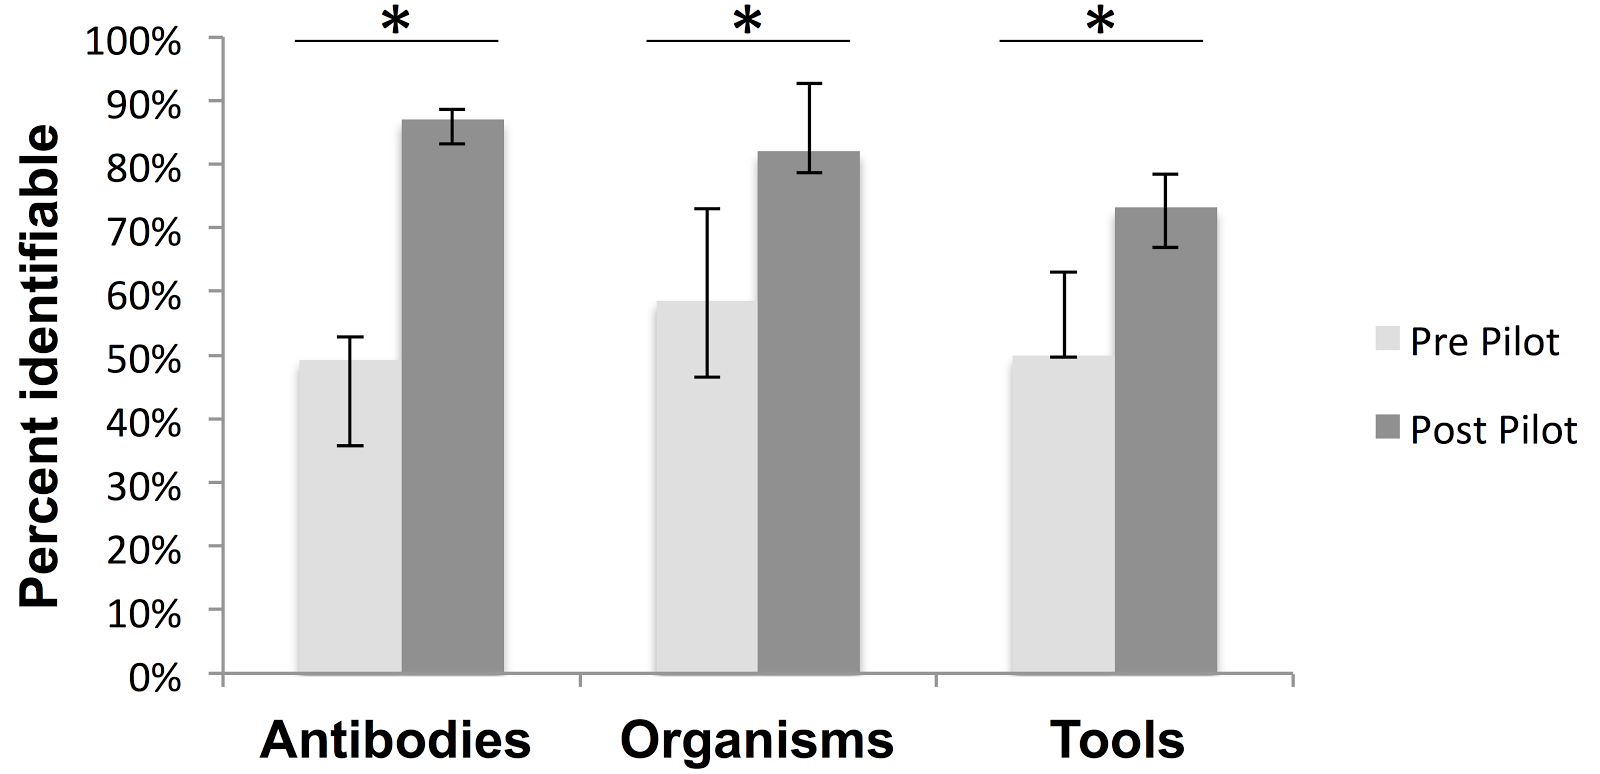 * * *
100%
90%
80%
70%
60%
50%
40%
30%
20%
10%
0%
Percent identifiable
Antibodies Organisms Tools
Pre Pilot
Post Pilot